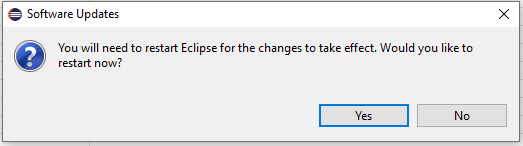 Software Updates
You will need to restart Eclipse for the changes to take effect. Would you like to
restart now?
Yes
No